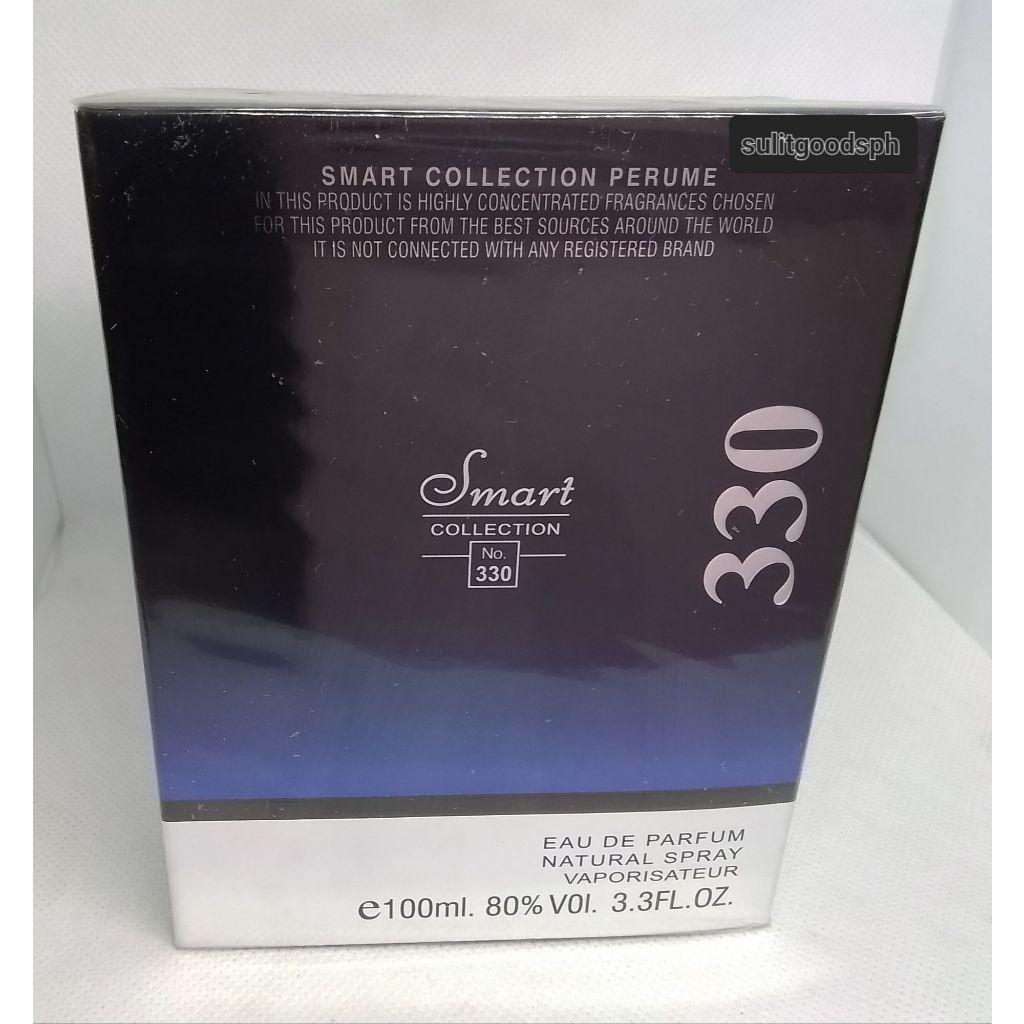 sulitgoodsph
SMART COLLECTION PERUME
IN THIS PRODUCT IS HIGHLY CONCENTRATED FRAGRANCES CHOSEN
FOR THIS PRODUCT FROM THE BEST SOURCES AROUND THE WORLD
IT IS NOT CONNECTED WITH ANY REGISTERED BRAND
330
Smart
COLLECTION
No.
330
EAU DE PARFUM
NATURAL SPRAY
VAPORISATEUR
e100ml. 80% V0l. 3.3FL.OZ.